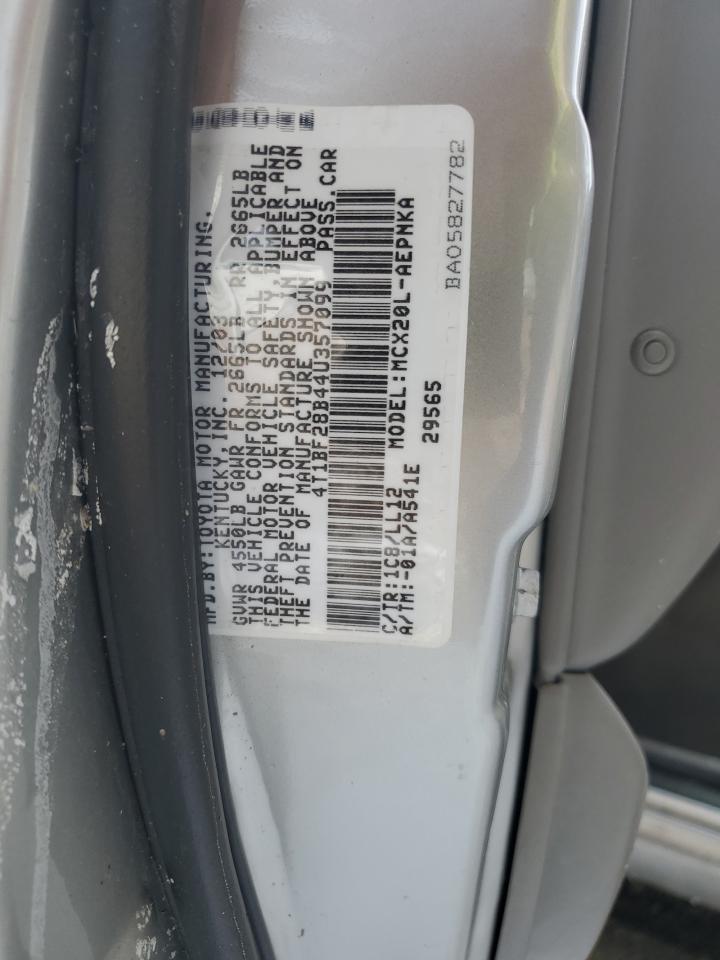 MFD.BY:TOYOTA MOTOR MANUFACTURING,
KENTUCKY,INC. 12/03
GVWR 4550LB GAWR FR 2665LB RR 2665LB
THIS VEHICLE CONFORMS TO ALL APPLICABLE
FEDERAL MOTOR VEHICLE SAFETY,BUMPER AND
THEFT PREVENTION STANDARDS IN EFFECT ON
THE DATE OF MANUFACTURE SHOWN ABOVE
4T1BF28B44U357099 PASS.CAR
C/TR:1C8/LL12 MODEL:MCX20L-AEPNKA
A/TM:-01A/A541E 29565
BA05827782